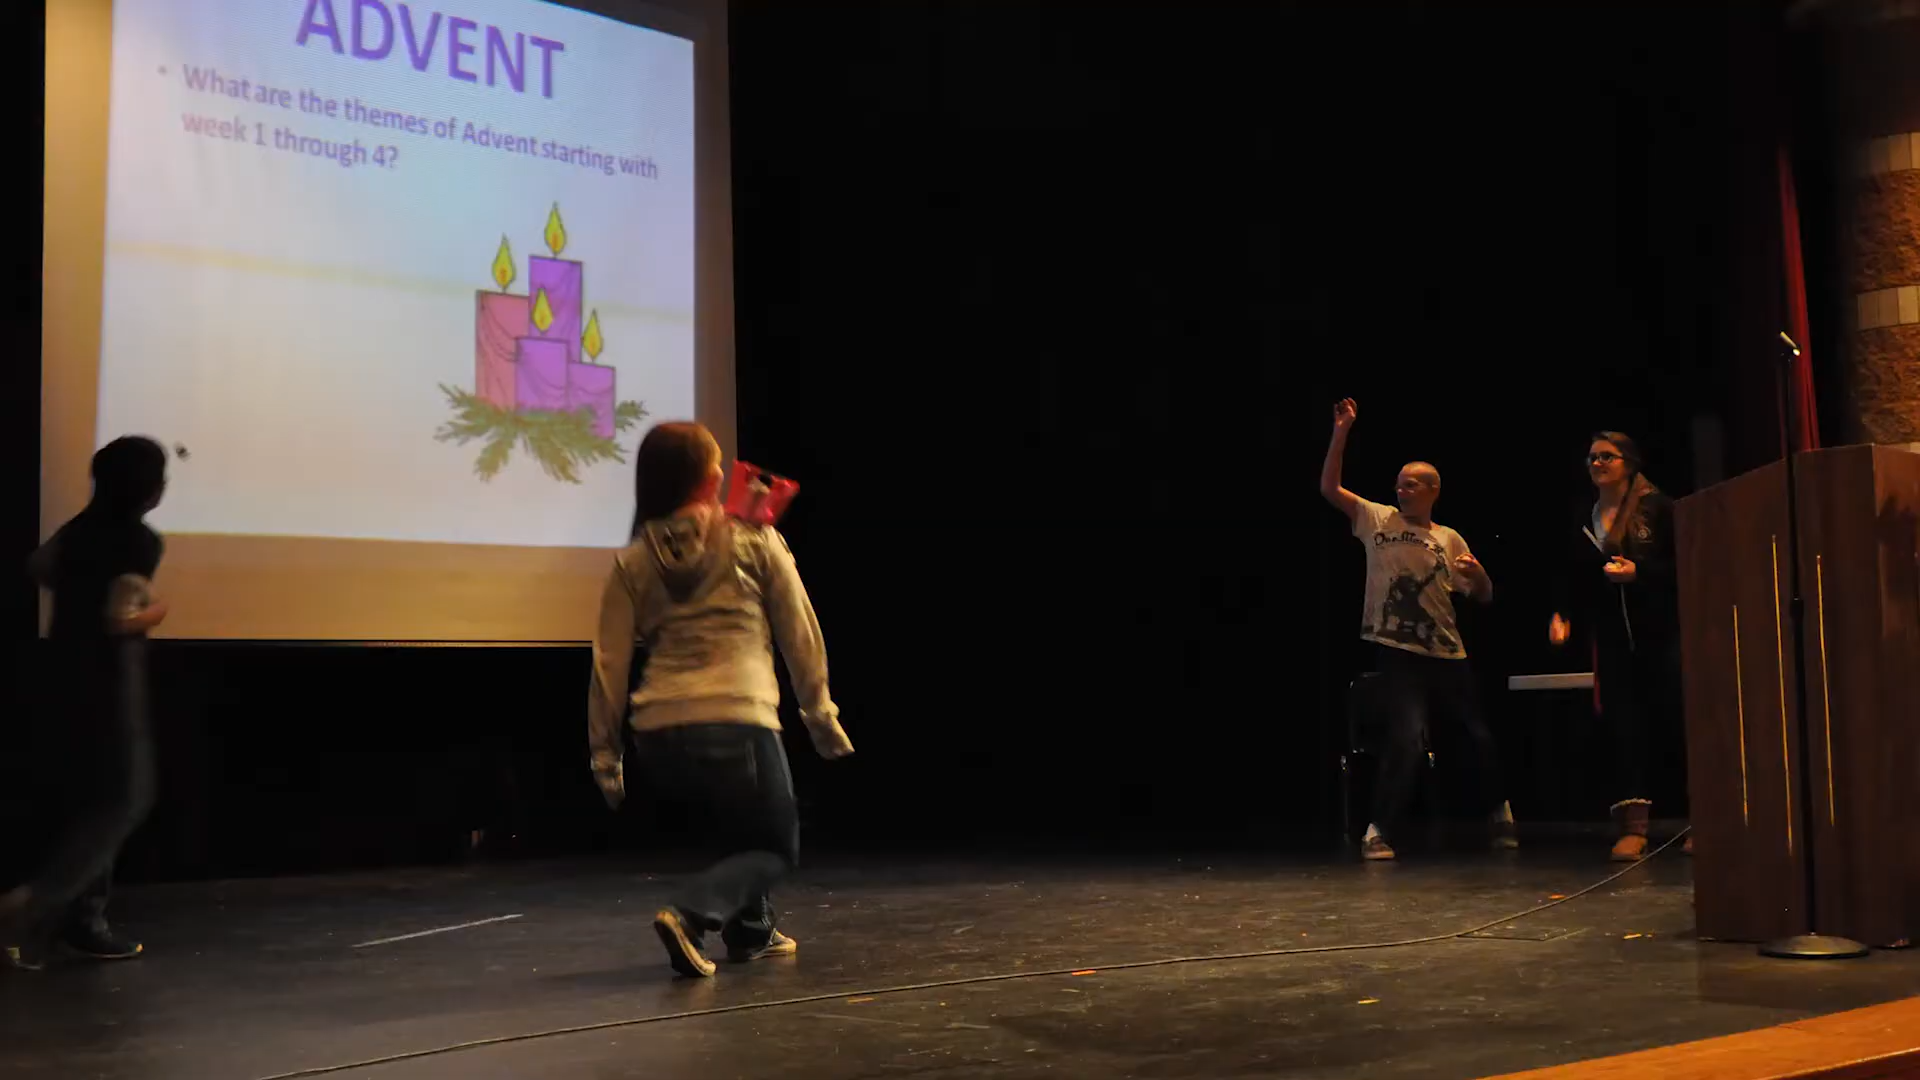 ADVENT
• What are the themes of Advent starting with
week 1 through 4?